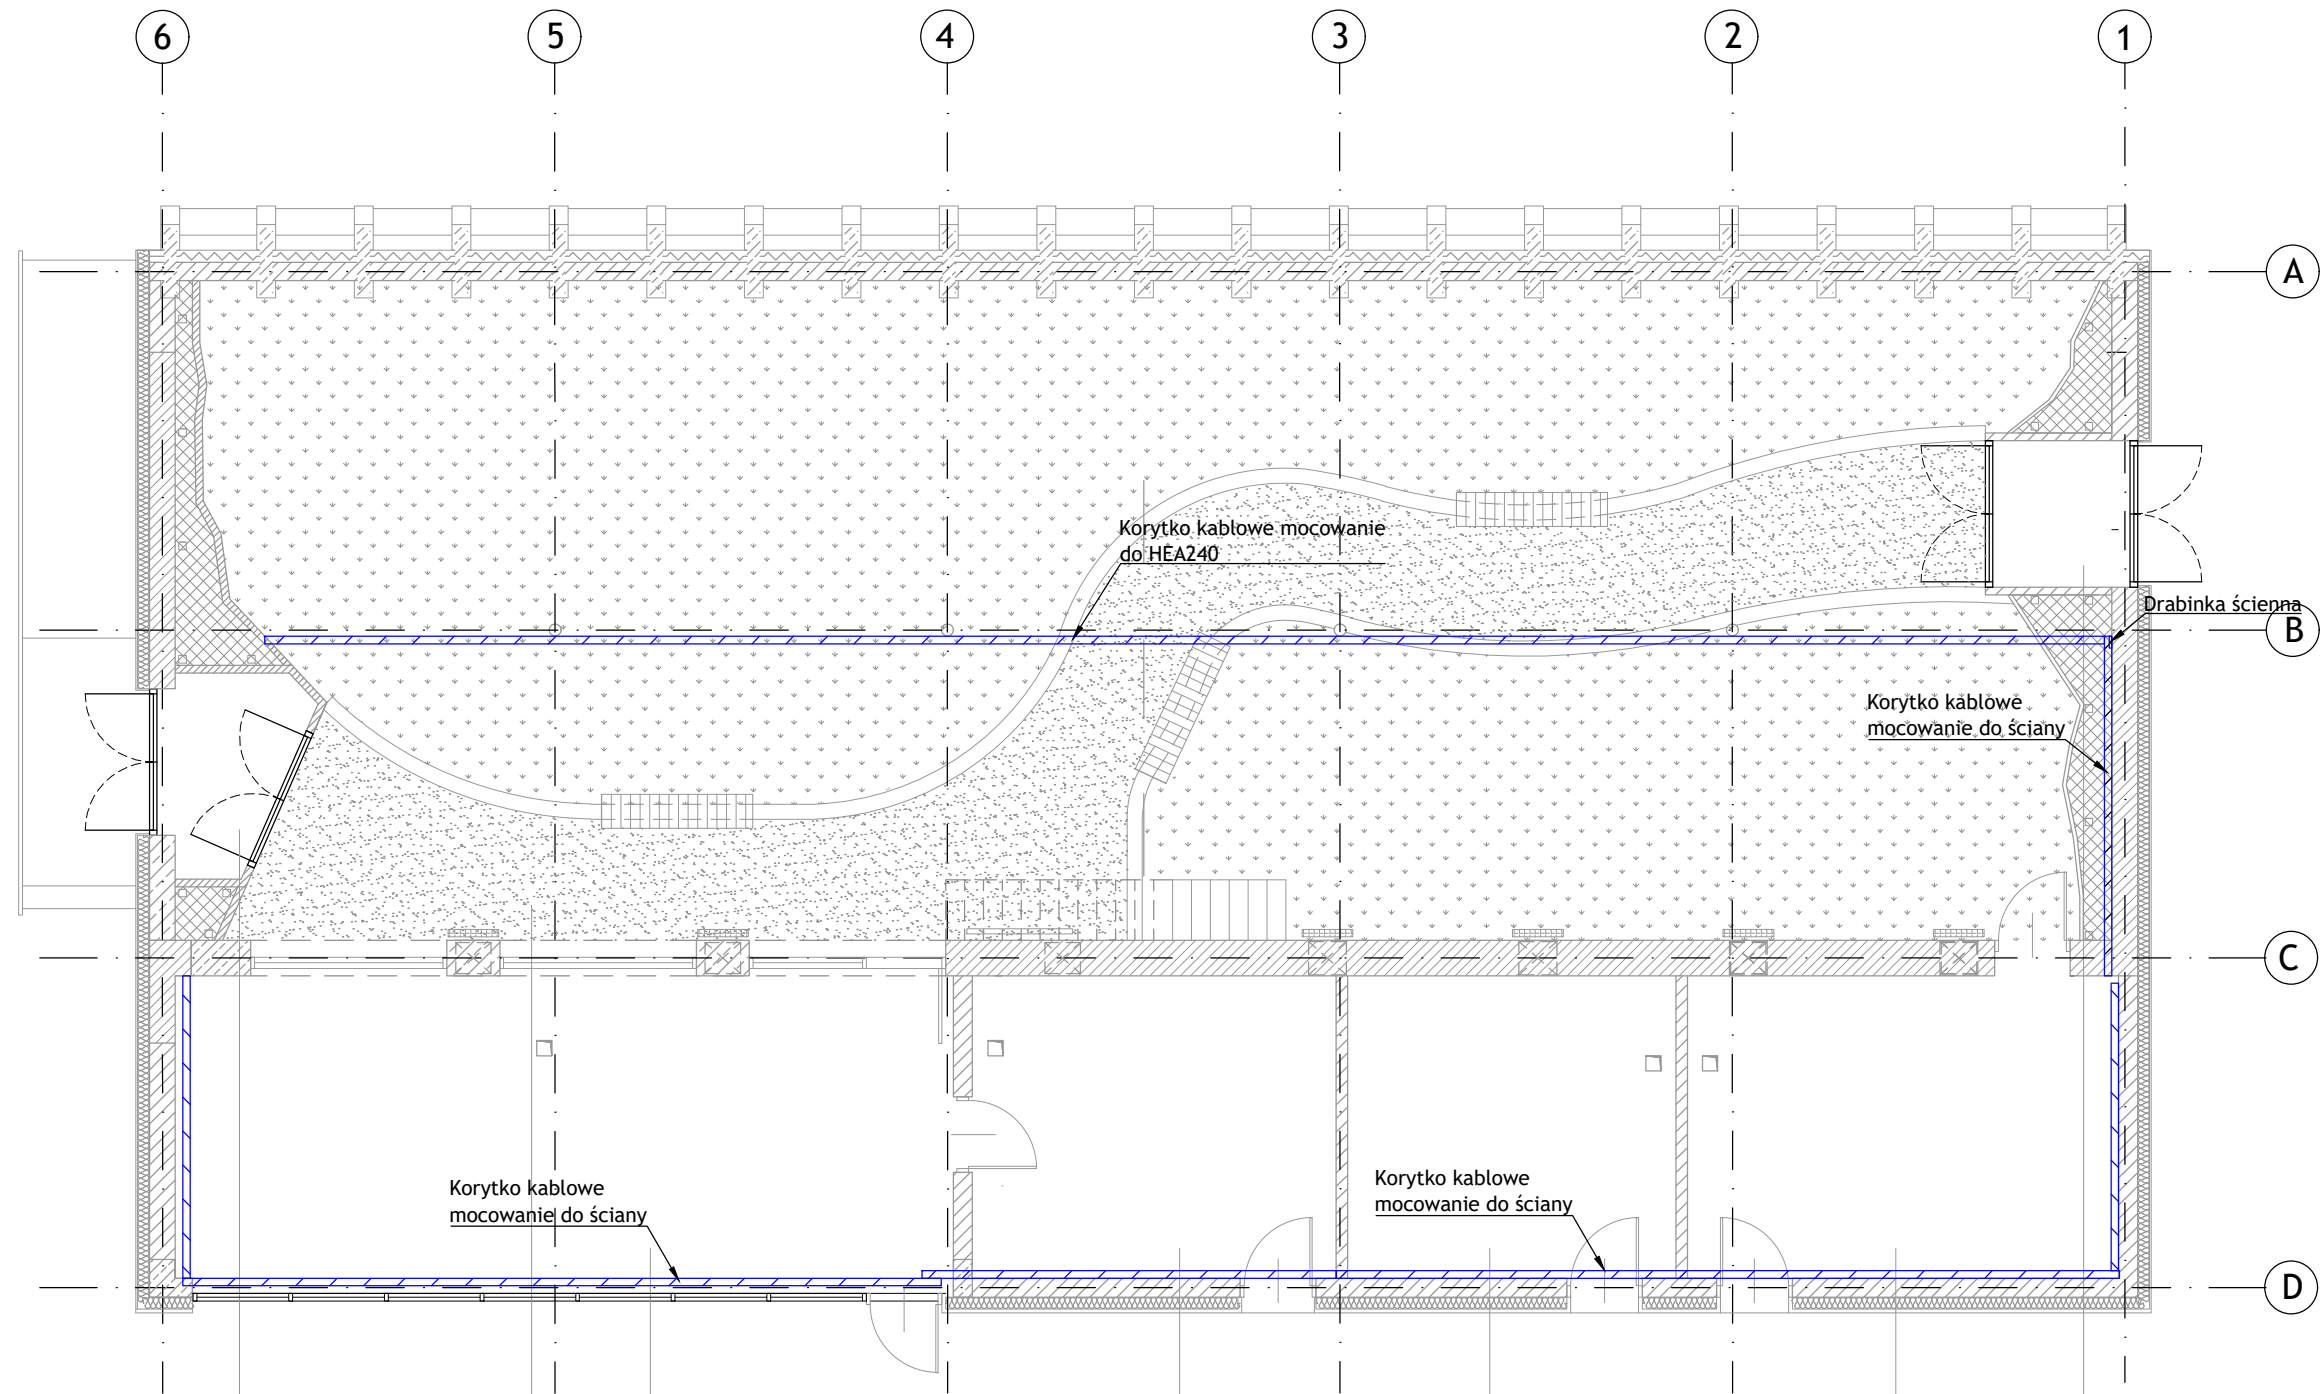 6
5
4
3
2
1
A
Korytko kablowe mocowanie
do HEA240
Drabinka ścienna
B
Korytko kablowe
mocowanie do ściany
C
Korytko kablowe
mocowanie do ściany
Korytko kablowe
mocowanie do ściany
D